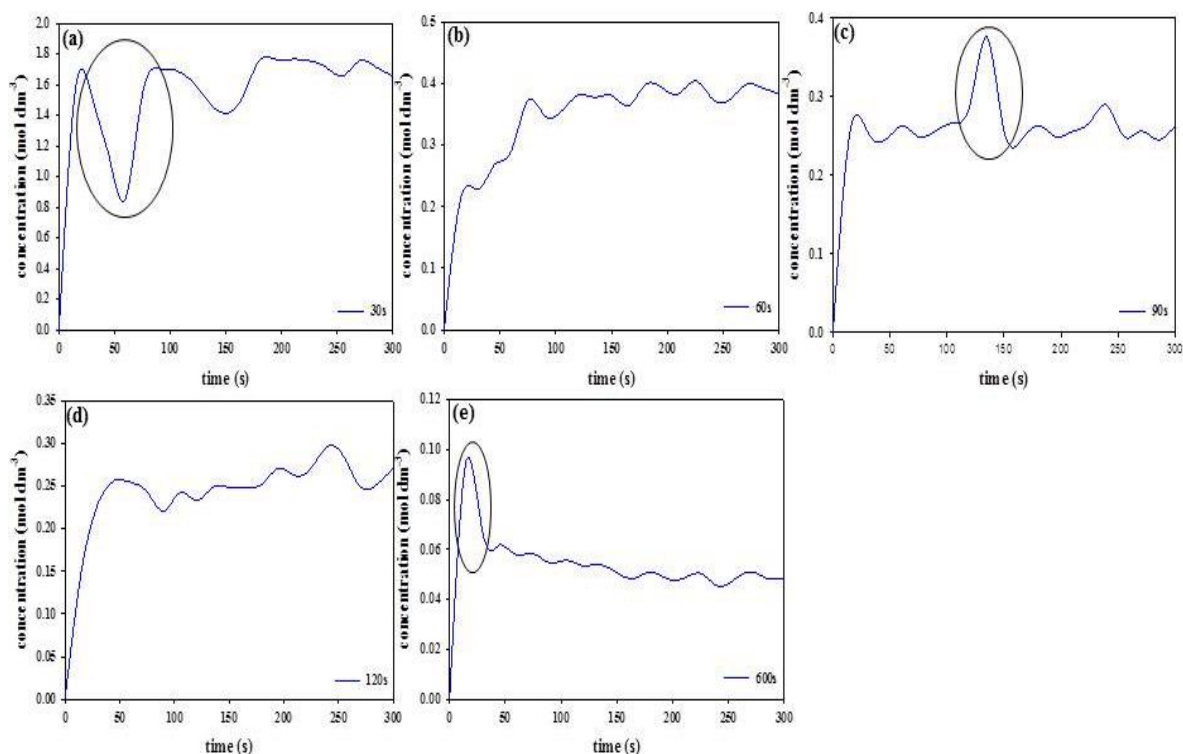 (a)
concentration (mol dm⁻³)
2.0
1.8
1.6
1.4
1.2
1.0
0.8
0.6
0.4
0.2
0.0
30s
0 50 100 150 200 250 300
time (s)
(b)
concentration (mol dm⁻³)
0.5
0.4
0.3
0.2
0.1
0.0
60s
0 50 100 150 200 250 300
time (s)
(c)
concentration (mol dm⁻³)
0.4
0.3
0.2
0.1
0.0
90s
0 50 100 150 200 250 300
time (s)
(d)
concentration (mol dm⁻³)
0.35
0.30
0.25
0.20
0.15
0.10
0.05
0.00
120s
0 50 100 150 200 250 300
time (s)
(e)
concentration (mol dm⁻³)
0.12
0.10
0.08
0.06
0.04
0.02
0.00
600s
0 50 100 150 200 250 300
time (s)